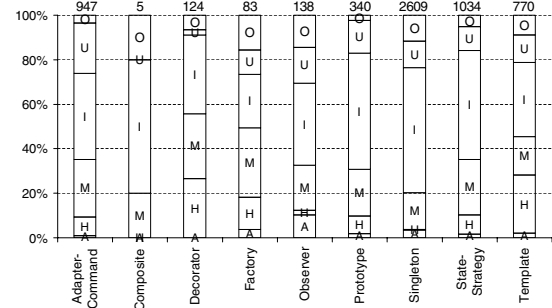 947 5 124 83 138 340 2609 1034 770
100%
80%
60%
40%
20%
0%
O U I M H A
O U I M H A
O U I M H A
O U I M H A
O U I M H A
O U I M H A
O U I M H A
O U I M H A
O U I M H A
Adapter-
Command
Composite
Decorator
Factory
Observer
Prototype
Singleton
State-
Strategy
Template